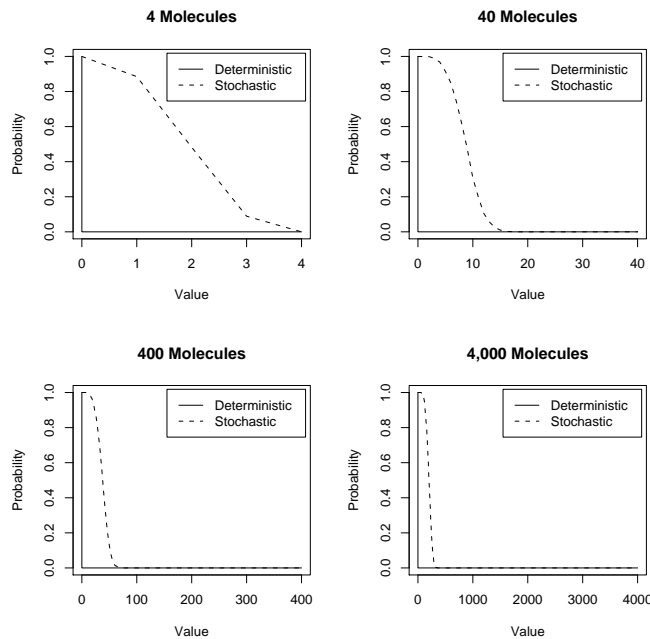 4 Molecules
Probability
0.0 0.2 0.4 0.6 0.8 1.0
Deterministic
Stochastic
0 1 2 3 4
Value
40 Molecules
Probability
0.0 0.2 0.4 0.6 0.8 1.0
Deterministic
Stochastic
0 10 20 30 40
Value
400 Molecules
Probability
0.0 0.2 0.4 0.6 0.8 1.0
Deterministic
Stochastic
0 100 200 300 400
Value
4,000 Molecules
Probability
0.0 0.2 0.4 0.6 0.8 1.0
Deterministic
Stochastic
0 1000 2000 3000 4000
Value